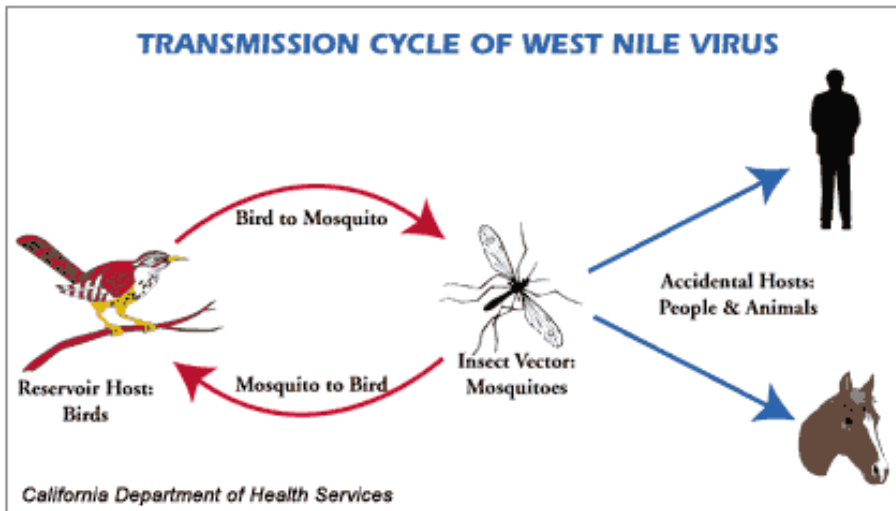 TRANSMISSION CYCLE OF WEST NILE VIRUS
Bird to Mosquito
Accidental Hosts:
People & Animals
Insect Vector:
Mosquitoes
Mosquito to Bird
Reservoir Host:
Birds
California Department of Health Services